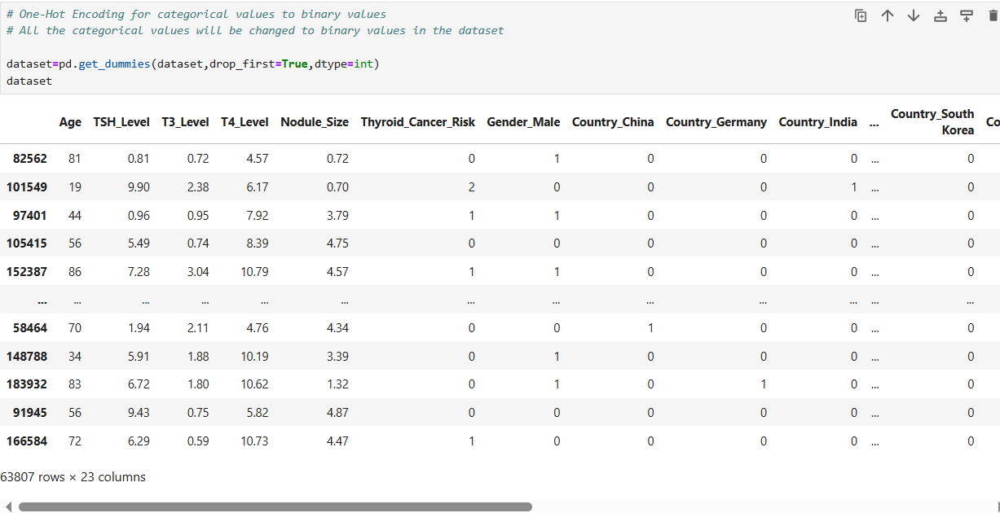 # One-Hot Encoding for categorical values to binary values
# All the categorical values will be changed to binary values in the dataset
dataset=pd.get_dummies(dataset,drop_first=True,dtype=int)
dataset
Age TSH_Level T3_Level T4_Level Nodule_Size Thyroid_Cancer_Risk Gender_Male Country_China Country_Germany Country_India ... Country_South Korea Co
82562 81 0.81 0.72 4.57 0.72 0 1 0 0 0 ... 0
101549 19 9.90 2.38 6.17 0.70 2 0 0 0 1 ... 0
97401 44 0.96 0.95 7.92 3.79 1 1 0 0 0 ... 0
105415 56 5.49 0.74 8.39 4.75 0 0 0 0 0 ... 0
152387 86 7.28 3.04 10.79 4.57 1 1 0 0 0 ... 0
... ... ... ... ... ... ... ... ... ... ... ... ...
58464 70 1.94 2.11 4.76 4.34 0 0 1 0 0 ... 0
148788 34 5.91 1.88 10.19 3.39 0 1 0 0 0 ... 0
183932 83 6.72 1.80 10.62 1.32 0 1 0 1 0 ... 0
91945 56 9.43 0.75 5.82 4.87 0 0 0 0 0 ... 0
166584 72 6.29 0.59 10.73 4.47 1 0 0 0 0 ... 0
63807 rows × 23 columns